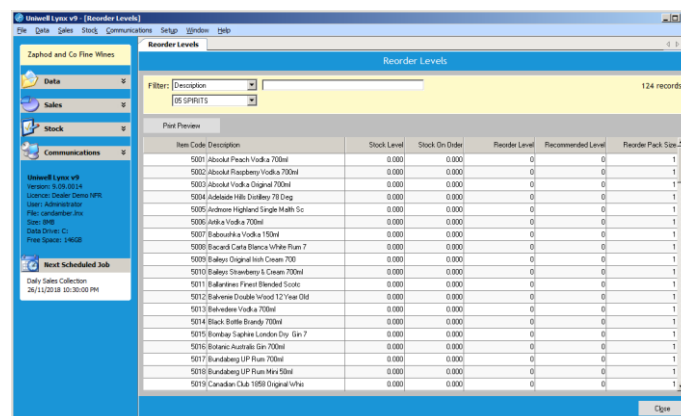 Uniwell Lynx v9 - [Reorder Levels]
File Data Sales Stock Communications Setup Window Help
Zaphod and Co Fine Wines
Data
Sales
Stock
Communications
Uniwell Lynx v9
Version: 9.09.0014
Licence: Dealer Demo NFR
User: Administrator
File: candamber.lnx
Size: 8MB
Data Drive: C:
Free Space: 146GB
Next Scheduled Job
Daily Sales Collection
26/11/2018 10:30:00 PM
Reorder Levels
Reorder Levels
Filter: Description
124 records
05 SPIRITS
Print Preview
Item Code Description Stock Level Stock On Order Reorder Level Recommended Level Reorder Pack Size
5001 Absolut Peach Vodka 700ml 0.000 0.000 0 0 1
5002 Absolut Raspberry Vodka 700ml 0.000 0.000 0 0 1
5003 Absolut Vodka Original 700ml 0.000 0.000 0 0 1
5004 Adelaide Hills Distillery 78 Deg 0.000 0.000 0 0 1
5005 Ardmore Highland Single Malth Sc 0.000 0.000 0 0 1
5006 Artika Vodka 700ml 0.000 0.000 0 0 1
5007 Baboushka Vodka 150ml 0.000 0.000 0 0 1
5008 Bacardi Carta Blanca White Rum 7 0.000 0.000 0 0 1
5009 Baileys Original Irish Cream 700 0.000 0.000 0 0 1
5010 Baileys Strawberry & Cream 700ml 0.000 0.000 0 0 1
5011 Ballantines Finest Blended Scotc 0.000 0.000 0 0 1
5012 Balvenie Double Wood 12 Year Old 0.000 0.000 0 0 1
5013 Belvedere Vodka 700ml 0.000 0.000 0 0 1
5014 Black Bottle Brandy 700ml 0.000 0.000 0 0 1
5015 Bombay Saphire London Dry Gin 7 0.000 0.000 0 0 1
5016 Botanic Australis Gin 700ml 0.000 0.000 0 0 1
5017 Bundaberg UP Rum 700ml 0.000 0.000 0 0 1
5018 Bundaberg UP Rum Mini 50ml 0.000 0.000 0 0 1
5019 Canadian Club 1858 Original Whis 0.000 0.000 0 0 1
Close